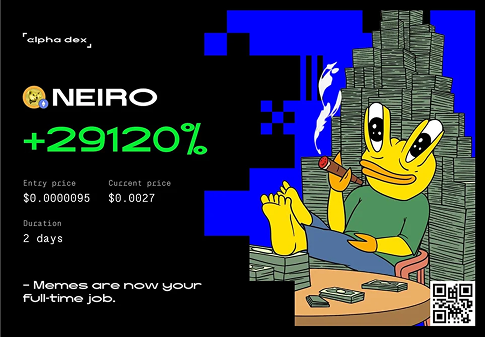 alpha dex
NEIRO
+29120%
Entry price Current price
$0.0000095 $0.0027
Duration
2 days
– Memes are now your
full-time job.